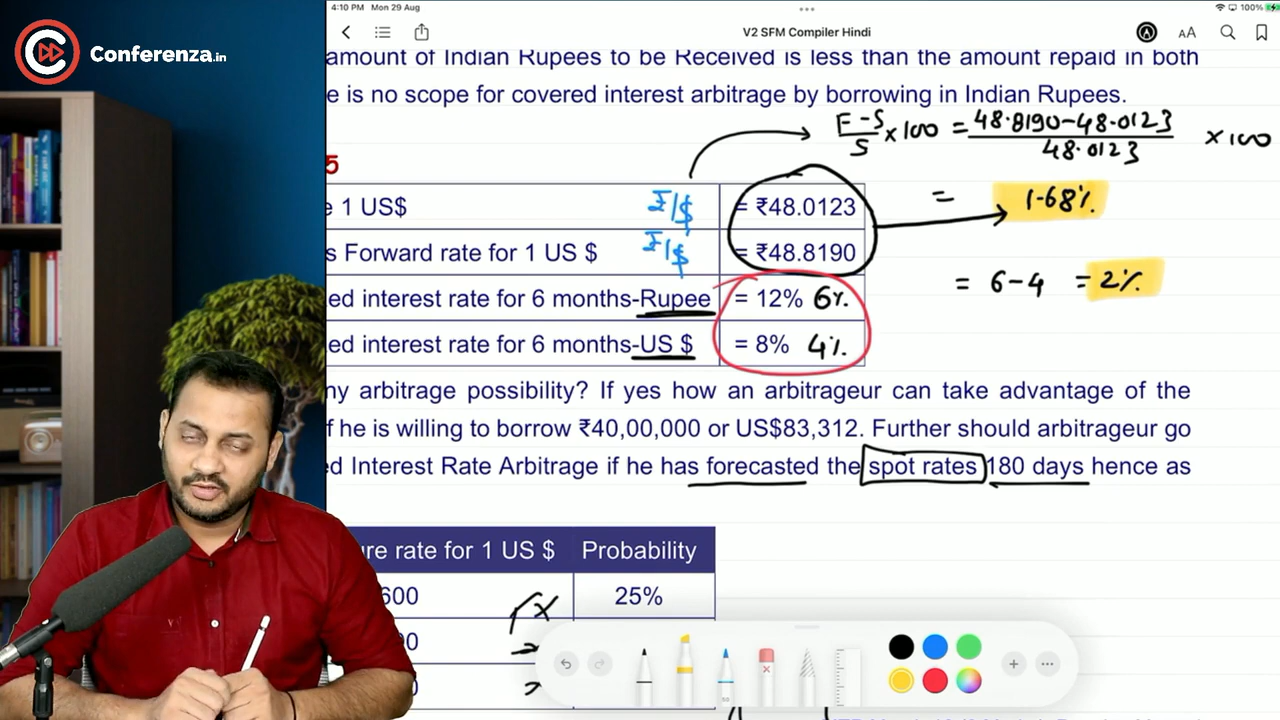 4:10 PM Mon 29 Aug
100%
Conferenza.in
V2 SFM Compiler Hindi
AA
amount of Indian Rupees to be Received is less than the amount repaid in both
e is no scope for covered interest arbitrage by borrowing in Indian Rupees.
F-S/S × 100 = 48.8190-48.0123/48.0123 × 100
5
e 1 US$ ₹/$ = ₹48.0123
= 1.68%
s Forward rate for 1 US $ ₹/$ = ₹48.8190
= 6-4 = 2%
ed interest rate for 6 months-Rupee = 12% 6%.
ed interest rate for 6 months-US $ = 8% 4%.
ny arbitrage possibility? If yes how an arbitrageur can take advantage of the
f he is willing to borrow ₹40,00,000 or US$83,312. Further should arbitrageur go
ed Interest Rate Arbitrage if he has forecasted the spot rates 180 days hence as
ure rate for 1 US $ Probability
600 25%